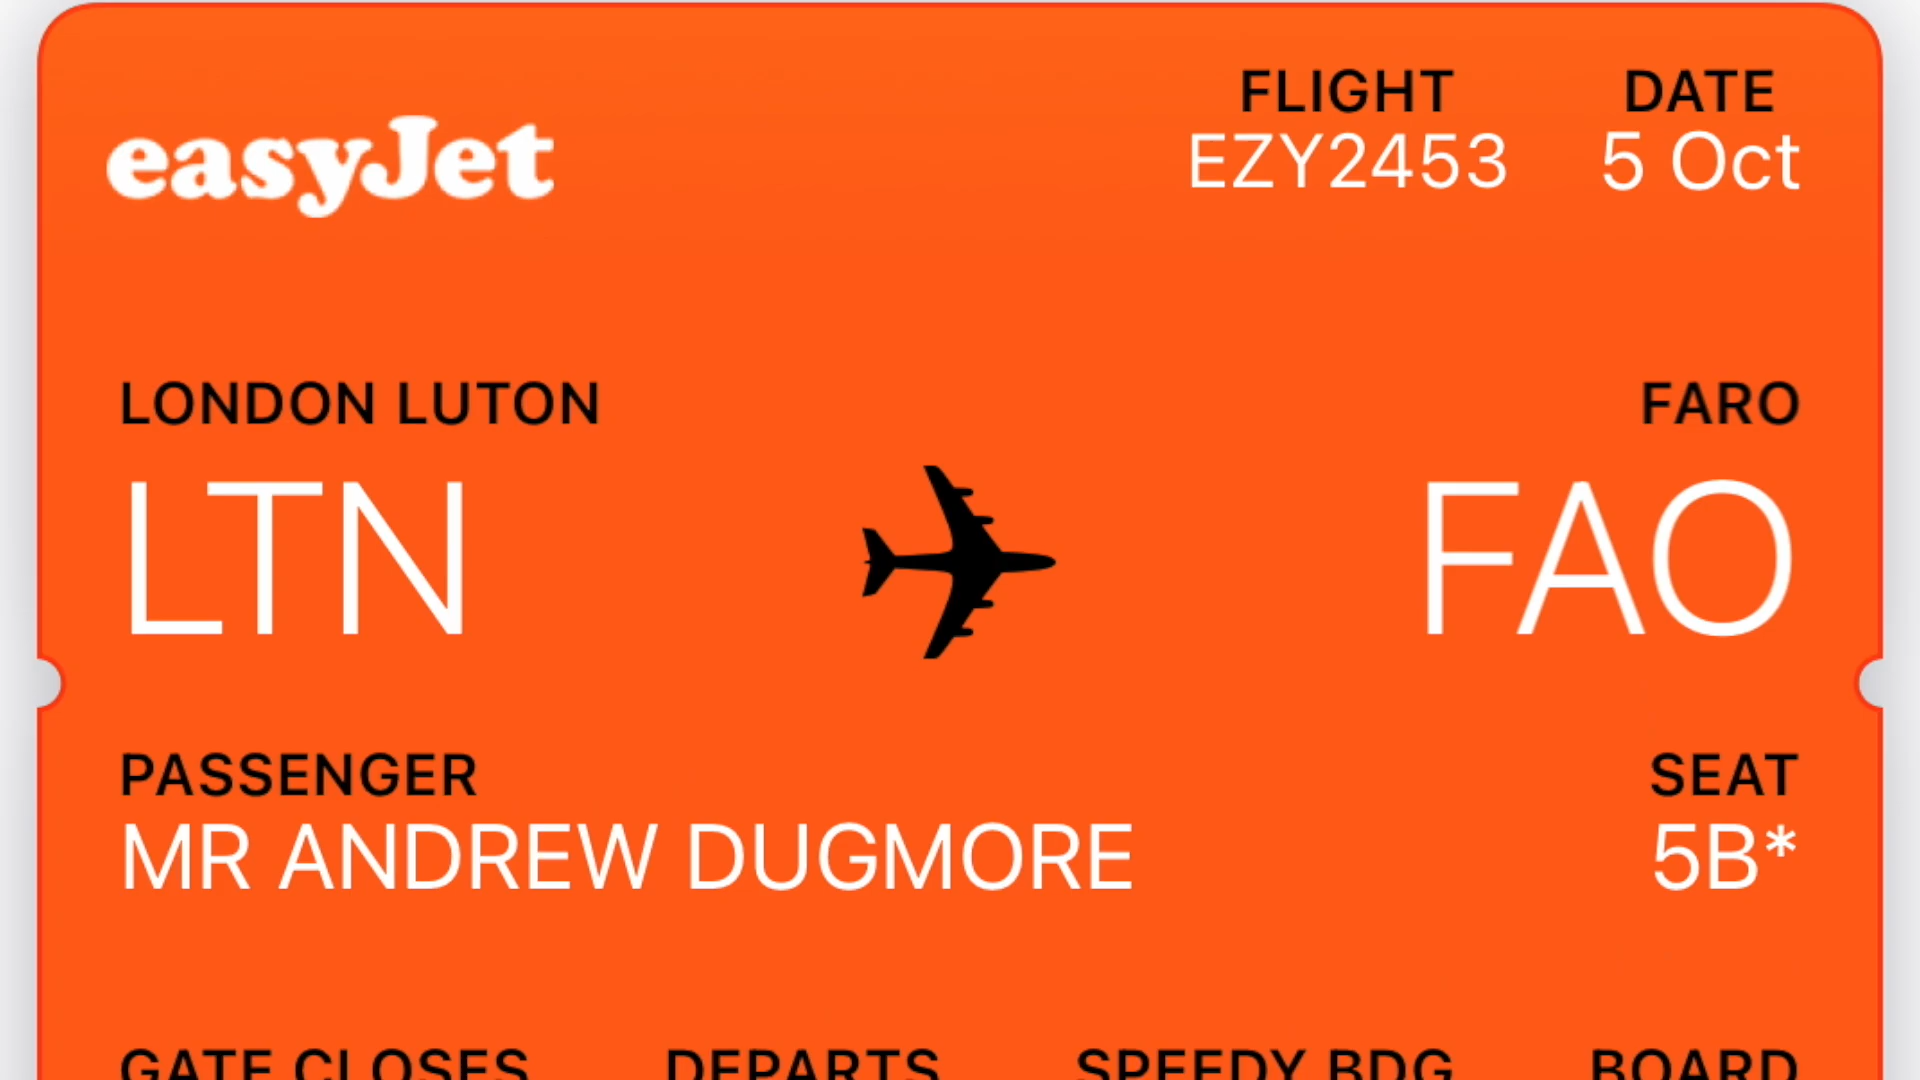 easyJet
FLIGHT DATE
EZY2453 5 Oct
LONDON LUTON FARO
LTN FAO
PASSENGER SEAT
MR ANDREW DUGMORE 5B*
GATE CLOSES DEPARTS SPEEDY BDG BOARD